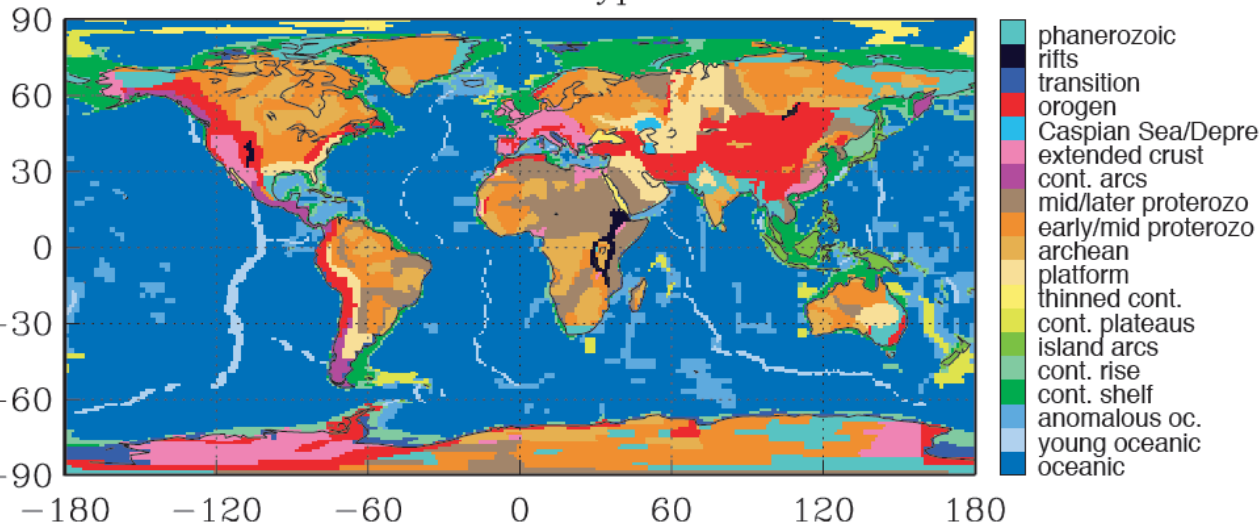 90
60
30
0
-30
-60
-90
-180 -120 -60 0 60 120 180
phanerozoic
rifts
transition
orogen
Caspian Sea/Depre
extended crust
cont. arcs
mid/later proterozo
early/mid proterozo
archean
platform
thinned cont.
cont. plateaus
island arcs
cont. rise
cont. shelf
anomalous oc.
young oceanic
oceanic